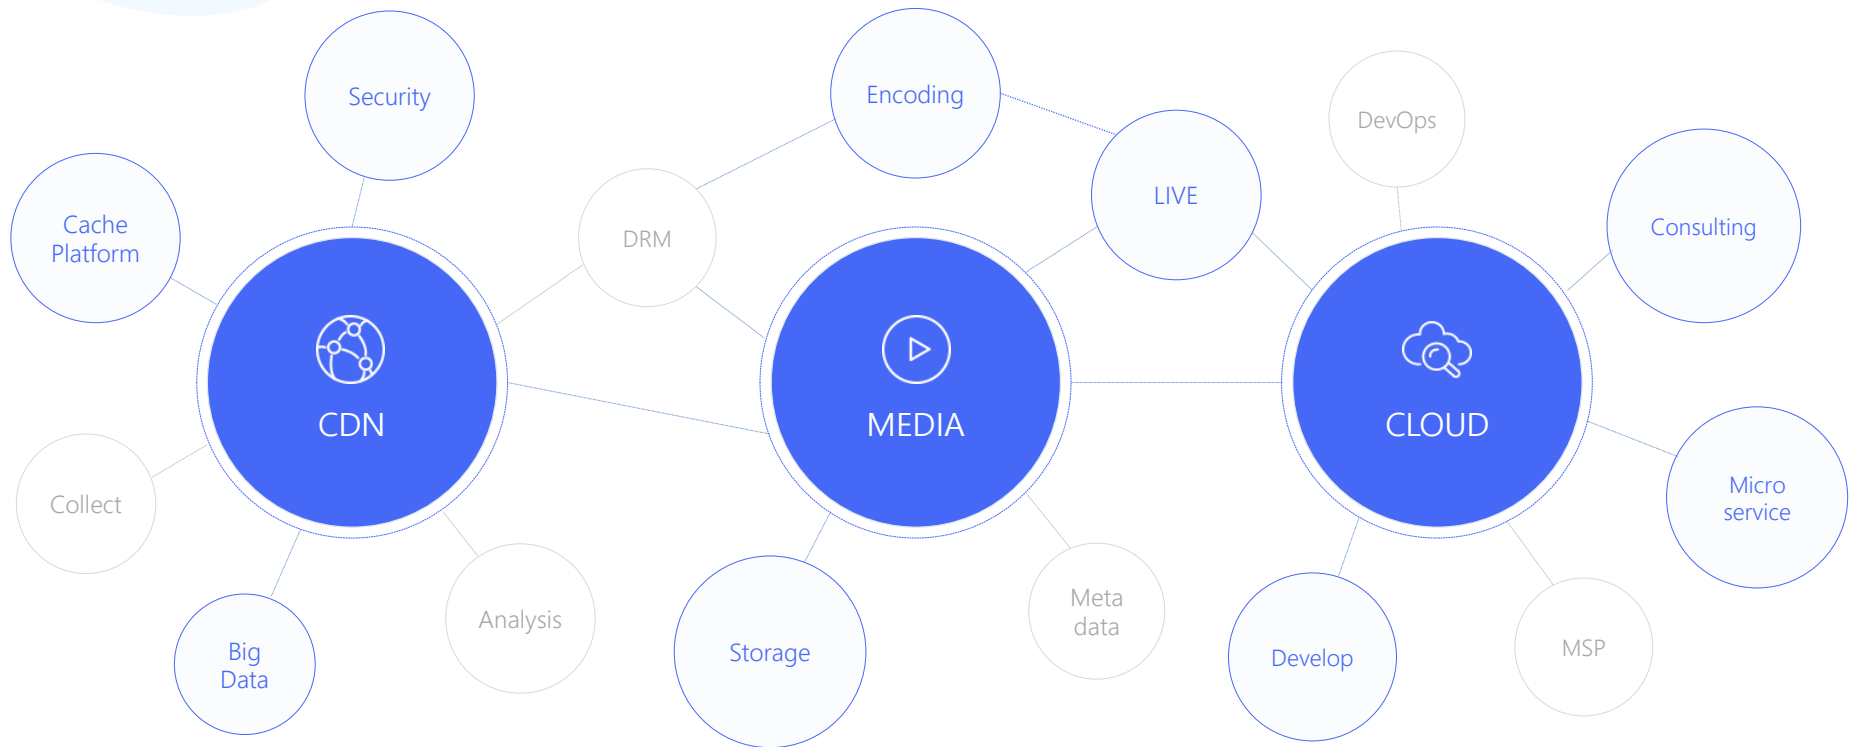 Security
Encoding
DevOps
LIVE
Cache
Platform
DRM
Consulting
CDN
MEDIA
CLOUD
Collect
Micro
service
Big
Data
Analysis
Storage
Meta
data
Develop
MSP